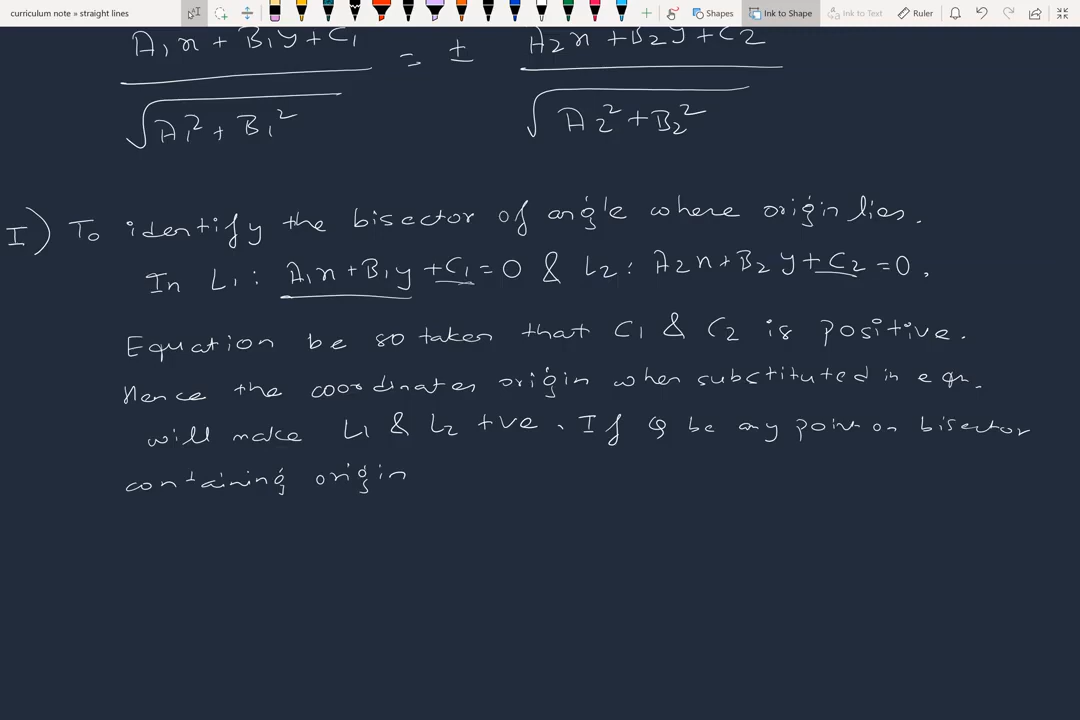 curriculum note » straight lines
Shapes
Ink to Shape
Ink to Text
Ruler
A₁x + B₁y + C₁ / √A₁² + B₁² = ± A₂x + B₂y + C₂ / √A₂² + B₂²
I) To identify the bisector of angle where origin lies.
In L₁ : A₁x + B₁y + C₁ = 0 & L₂ : A₂x + B₂ y + C₂ = 0 .
Equation be so taken that C₁ & C₂ is positive.
Hence the coordinates origin when substituted in eqn.
will make L₁ & L₂ +ve . If Q be any point on bisector
containing origin